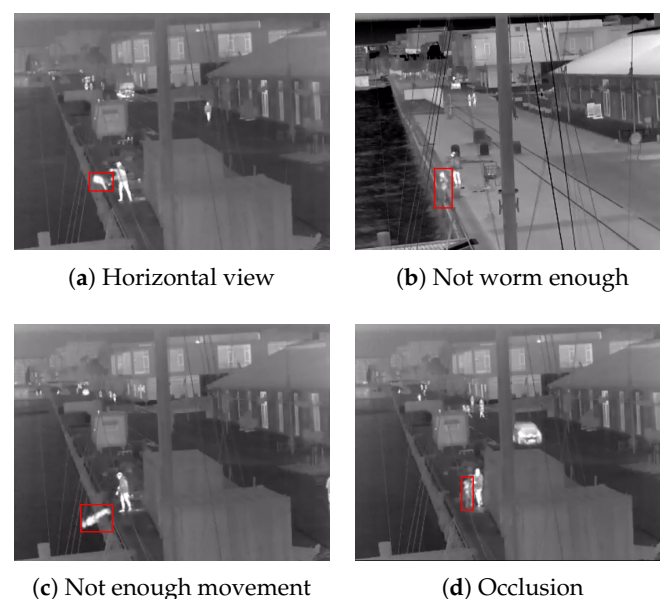 (a) Horizontal view
(b) Not worm enough
(c) Not enough movement
(d) Occlusion